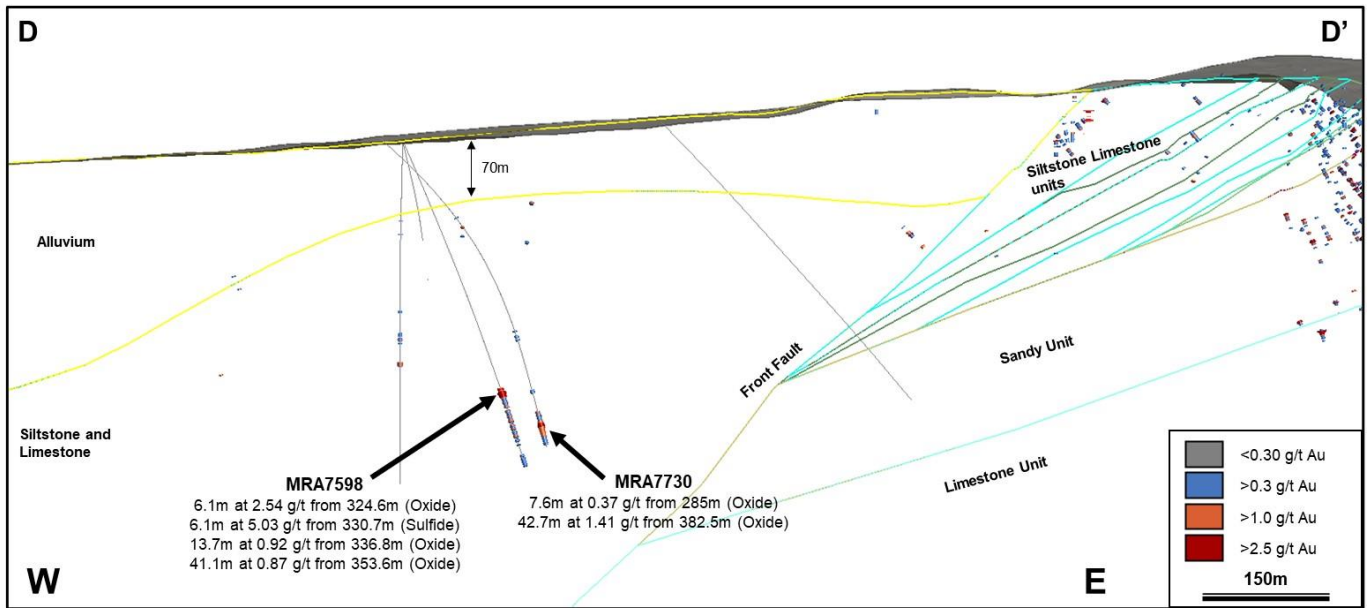 D
D’
70m
Siltstone Limestone
units
Alluvium
Front Fault
Sandy Unit
Siltstone and
Limestone
Limestone Unit
MRA7598
6.1m at 2.54 g/t from 324.6m (Oxide)
6.1m at 5.03 g/t from 330.7m (Sulfide)
13.7m at 0.92 g/t from 336.8m (Oxide)
41.1m at 0.87 g/t from 353.6m (Oxide)
MRA7730
7.6m at 0.37 g/t from 285m (Oxide)
42.7m at 1.41 g/t from 382.5m (Oxide)
<0.30 g/t Au
>0.3 g/t Au
>1.0 g/t Au
>2.5 g/t Au
150m
W
E